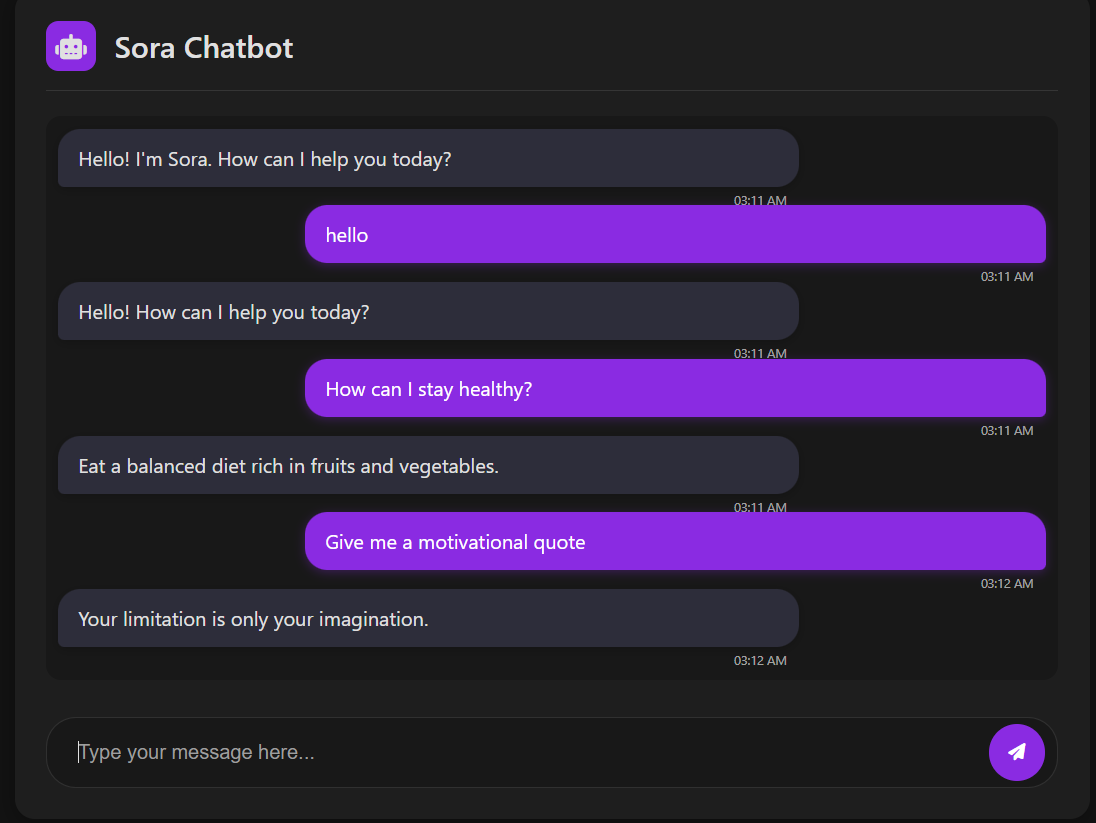 Sora Chatbot
Hello! I'm Sora. How can I help you today?
03:11 AM
hello
03:11 AM
Hello! How can I help you today?
03:11 AM
How can I stay healthy?
03:11 AM
Eat a balanced diet rich in fruits and vegetables.
03:11 AM
Give me a motivational quote
03:12 AM
Your limitation is only your imagination.
03:12 AM
Type your message here...